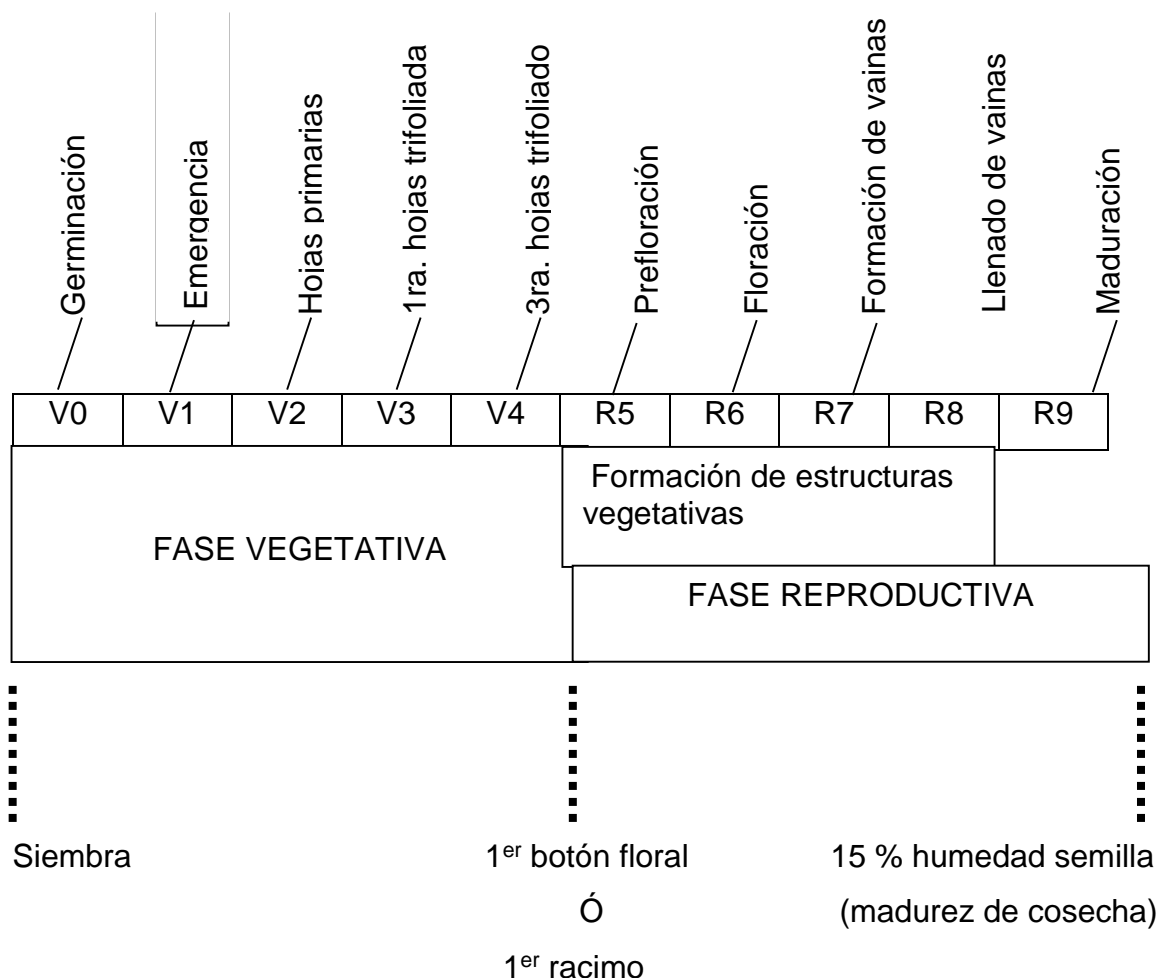 Germinación
Emergencia
Hojas primarias
1ra. hojas trifoliada
3ra. hojas trifoliado
Prefloración
Floración
Formación de vainas
Llenado de vainas
Maduración
V0 V1 V2 V3 V4 R5 R6 R7 R8 R9
Formación de estructuras
vegetativas
FASE VEGETATIVA
FASE REPRODUCTIVA
Siembra
1er botón floral
Ó
1er racimo
15 % humedad semilla
(madurez de cosecha)